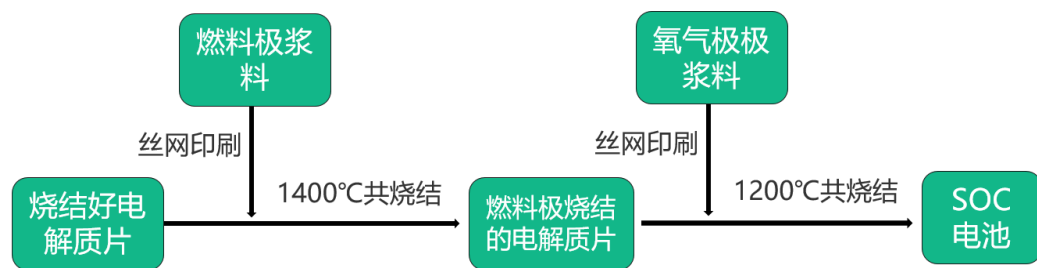 燃料极浆
料
氧气极极
浆料
丝网印刷
丝网印刷
烧结好电
解质片
1400℃共烧结
燃料极烧结
的电解质片
1200℃共烧结
SOC
电池